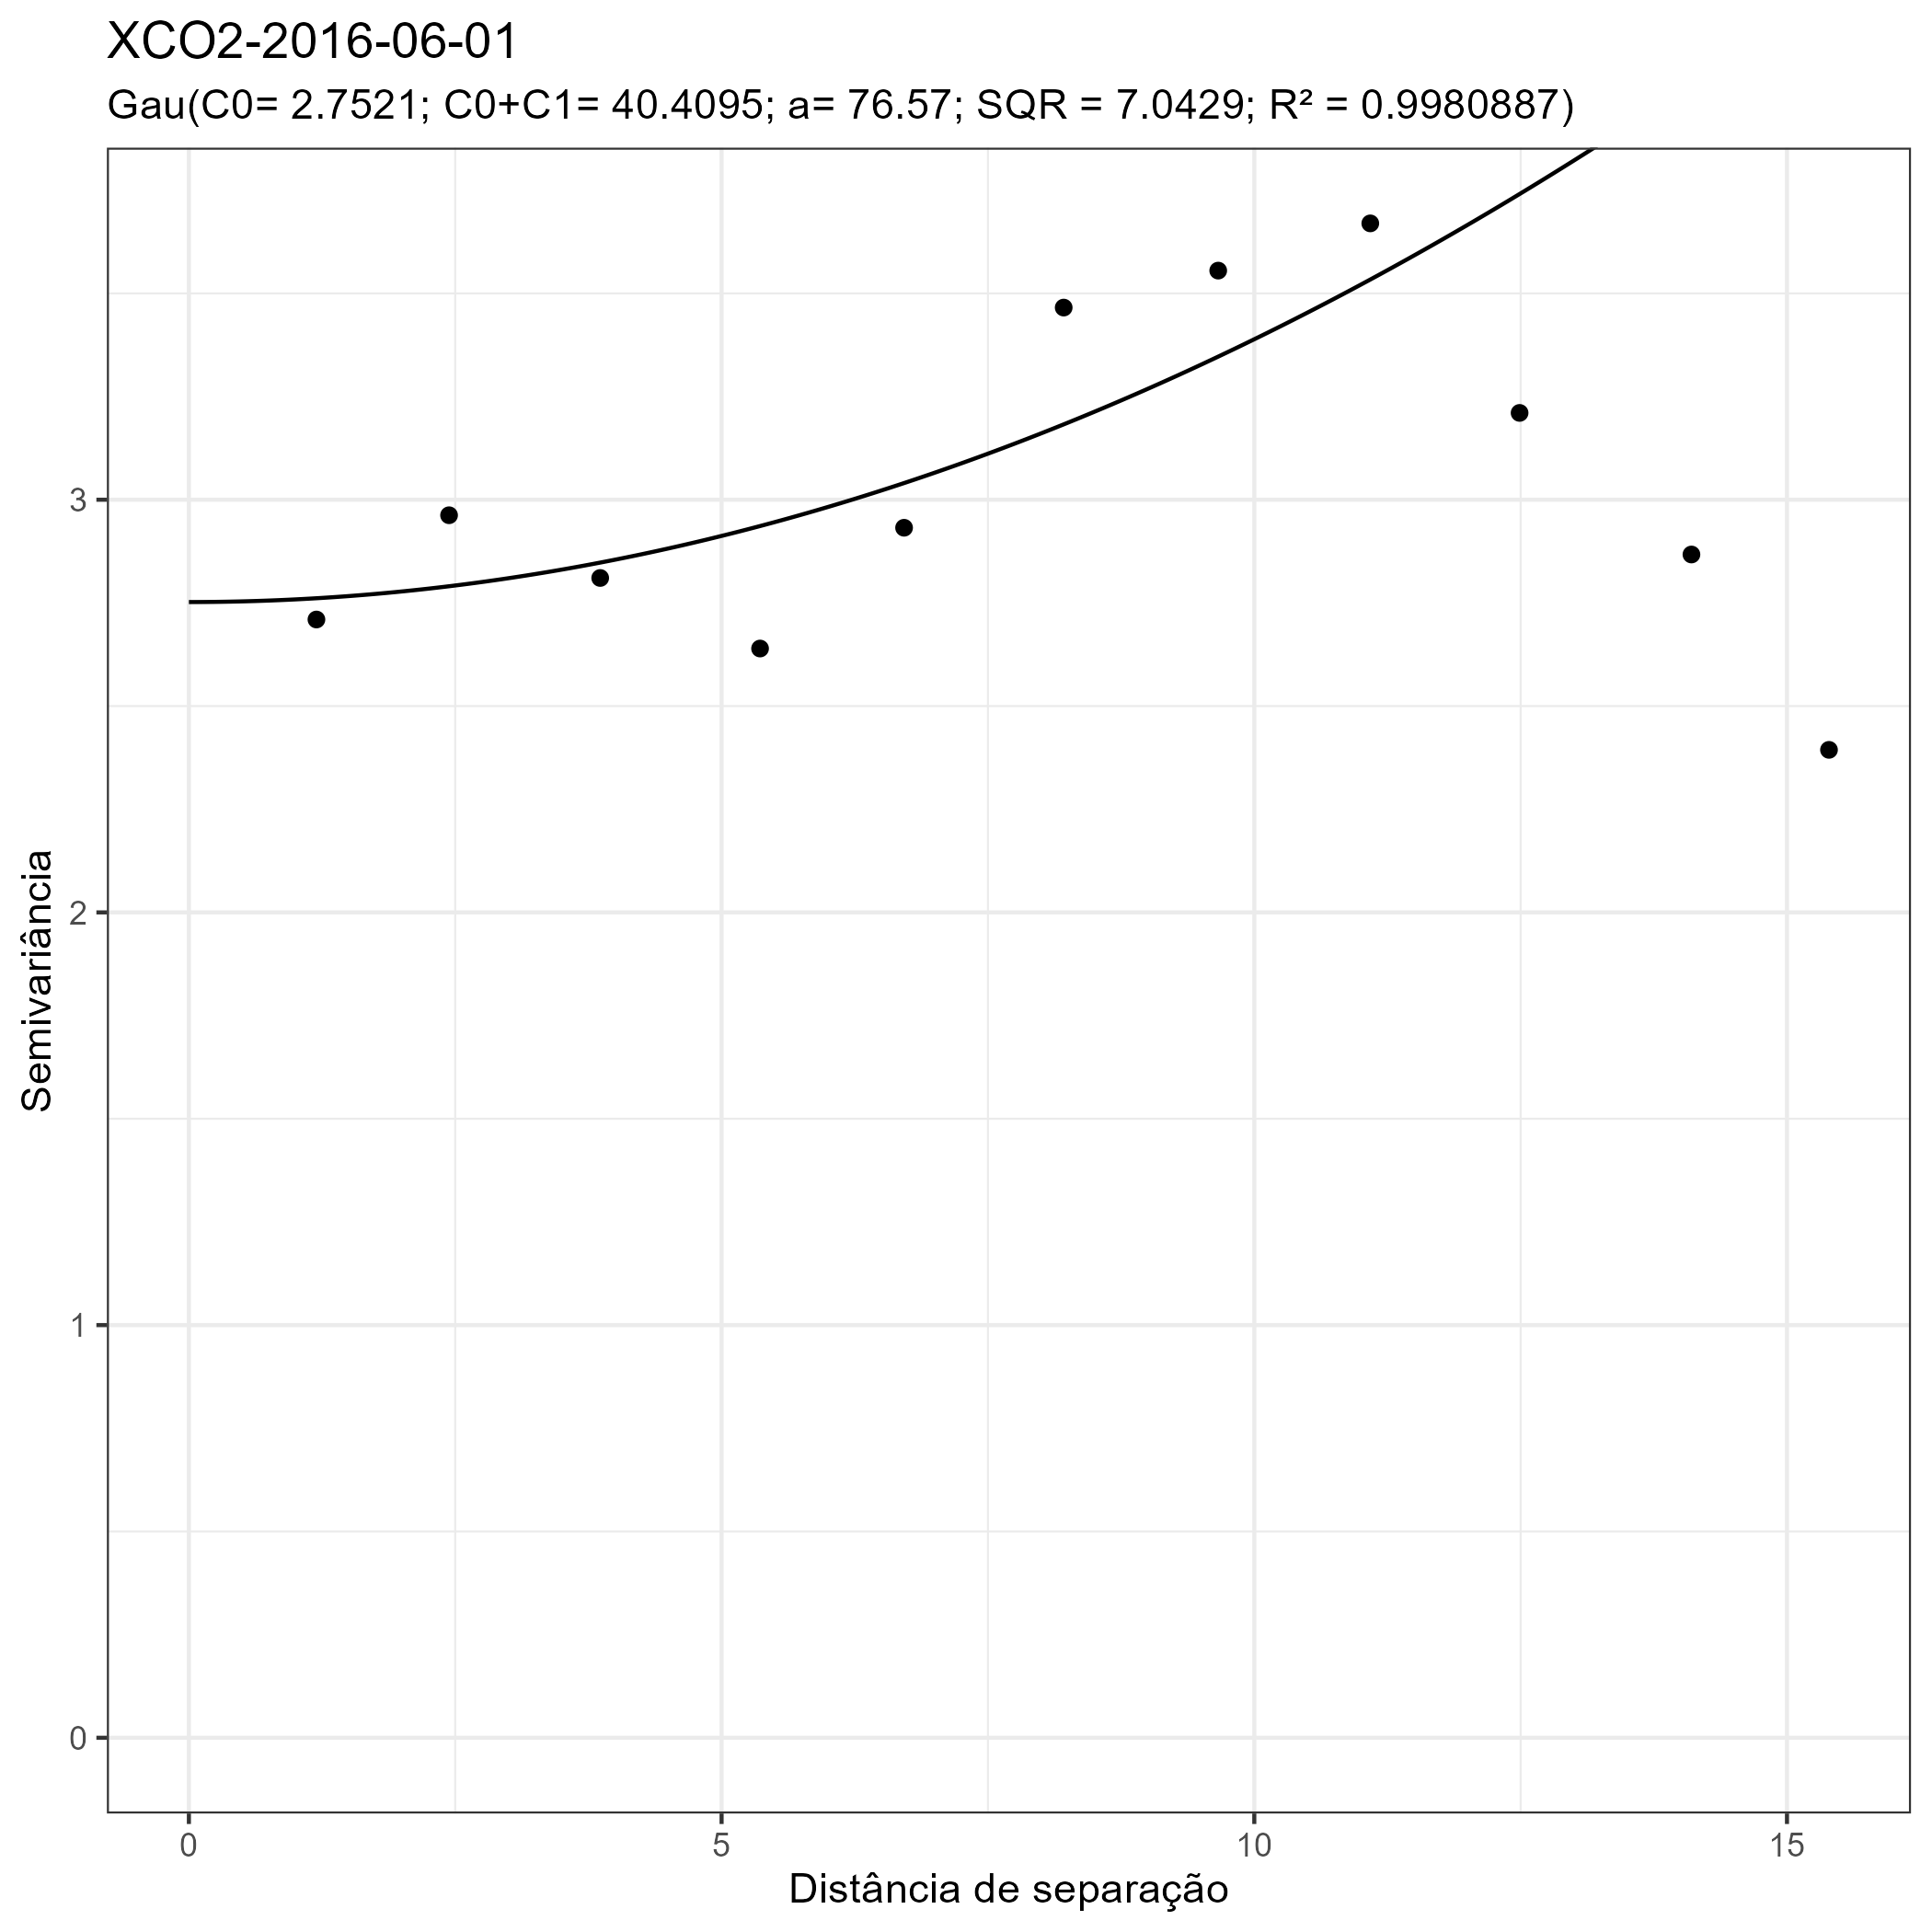 XCO2-2016-06-01
Gau(C0= 2.7521; C0+C1= 40.4095; a= 76.57; SQR = 7.0429; R² = 0.9980887)
Semivariância
3
2
1
0
0 5 10 15
Distância de separação